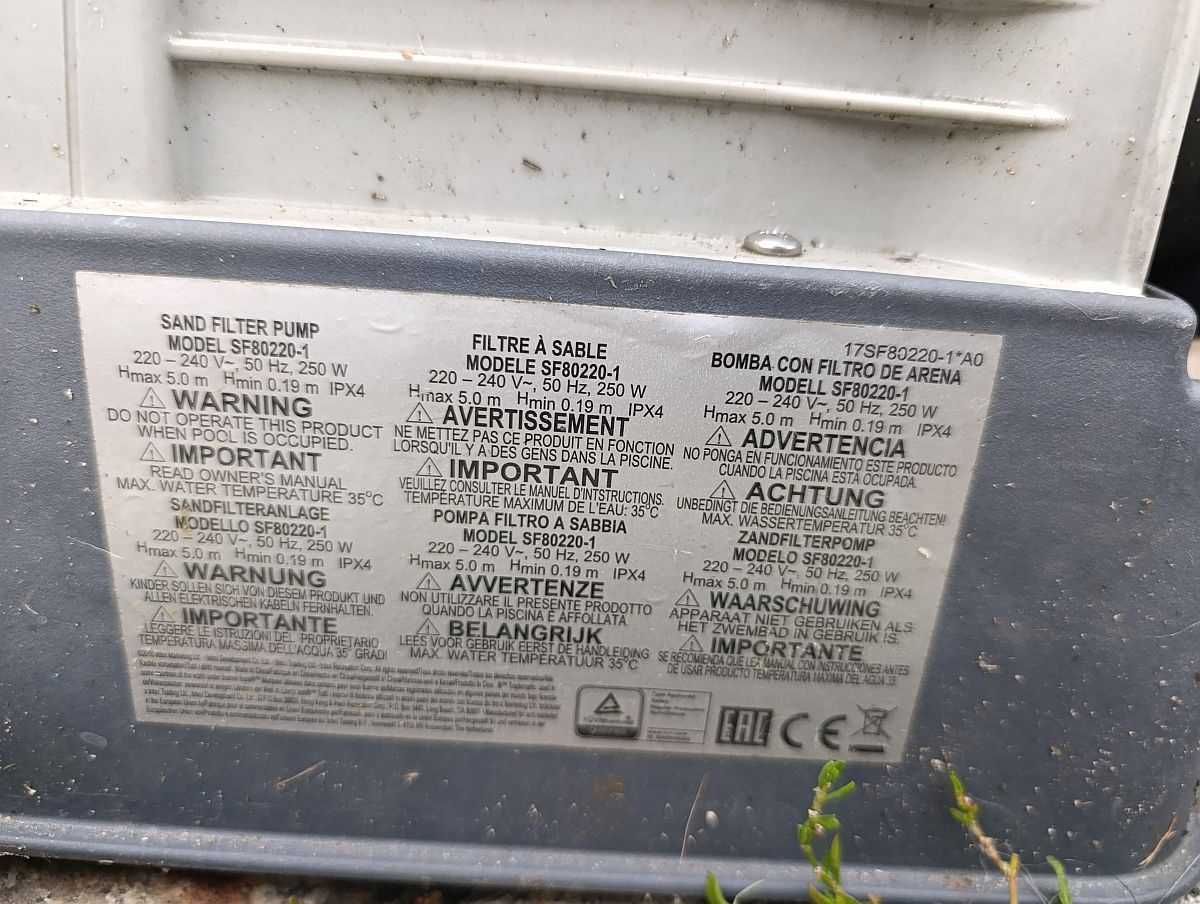 17SF80220-1*A0
SAND FILTER PUMP
MODEL SF80220-1
220 – 240 V~, 50 Hz, 250 W
Hmax 5.0 m Hmin 0.19 m IPX4
WARNING
DO NOT OPERATE THIS PRODUCT
WHEN POOL IS OCCUPIED.
IMPORTANT
READ OWNER'S MANUAL
MAX. WATER TEMPERATURE 35°C
SANDFILTERANLAGE
MODELLO SF80220-1
220 – 240 V~, 50 Hz, 250 W
Hmax 5.0 m Hmin 0.19 m IPX4
WARNUNG
KINDER SOLLEN SICH VON DIESEM PRODUKT UND
ALLEN ELEKTRISCHEN KABELN FERNHALTEN.
IMPORTANTE
LEGGERE LE ISTRUZIONI DEL PROPRIETARIO
TEMPERATURA MASSIMA DELL'ACQUA 35 GRADI
FILTRE À SABLE
MODELE SF80220-1
220 – 240 V~, 50 Hz, 250 W
Hmax 5.0 m Hmin 0.19 m IPX4
AVERTISSEMENT
NE METTEZ PAS CE PRODUIT EN FONCTION
LORSQU'IL Y A DES GENS DANS LA PISCINE.
IMPORTANT
VEUILLEZ CONSULTER LE MANUEL D'INTSTRUCTIONS.
TEMPÉRATURE MAXIMUM DE L'EAU: 35°C
POMPA FILTRO A SABBIA
MODEL SF80220-1
220 – 240 V~, 50 Hz, 250 W
Hmax 5.0 m Hmin 0.19 m IPX4
AVVERTENZE
NON UTILIZZARE IL PRESENTE PRODOTTO
QUANDO LA PISCINA È AFFOLLATA
BELANGRIJK
LEES VOOR GEBRUIK EERST DE HANDLEIDING
MAX. WATER TEMPERATUUR 35°C
BOMBA CON FILTRO DE ARENA
MODELL SF80220-1
220 – 240 V~, 50 Hz, 250 W
Hmax 5.0 m Hmin 0.19 m IPX4
ADVERTENCIA
NO PONGA EN FUNCIONAMIENTO ESTE PRODUCTO
CUANDO LA PISCINA ESTÁ OCUPADA.
ACHTUNG
UNBEDINGT DIE BEDIENUNGSANLEITUNG BEACHTEN!
MAX. WASSERTEMPERATUR 35°C
ZANDFILTERPOMP
MODELO SF80220-1
220 – 240 V~, 50 Hz, 250 W
Hmax 5.0 m Hmin 0.19 m IPX4
WAARSCHUWING
APPARAAT NIET GEBRUIKEN ALS
HET ZWEMBAD IN GEBRUIK IS.
IMPORTANTE
SE RECOMIENDA QUE LEA MANUAL CON INSTRUCCIONES ANTES
DE USAR PRODUCTO TEMPERATURA MÁXIMA DEL AGUA 35
EAC CE